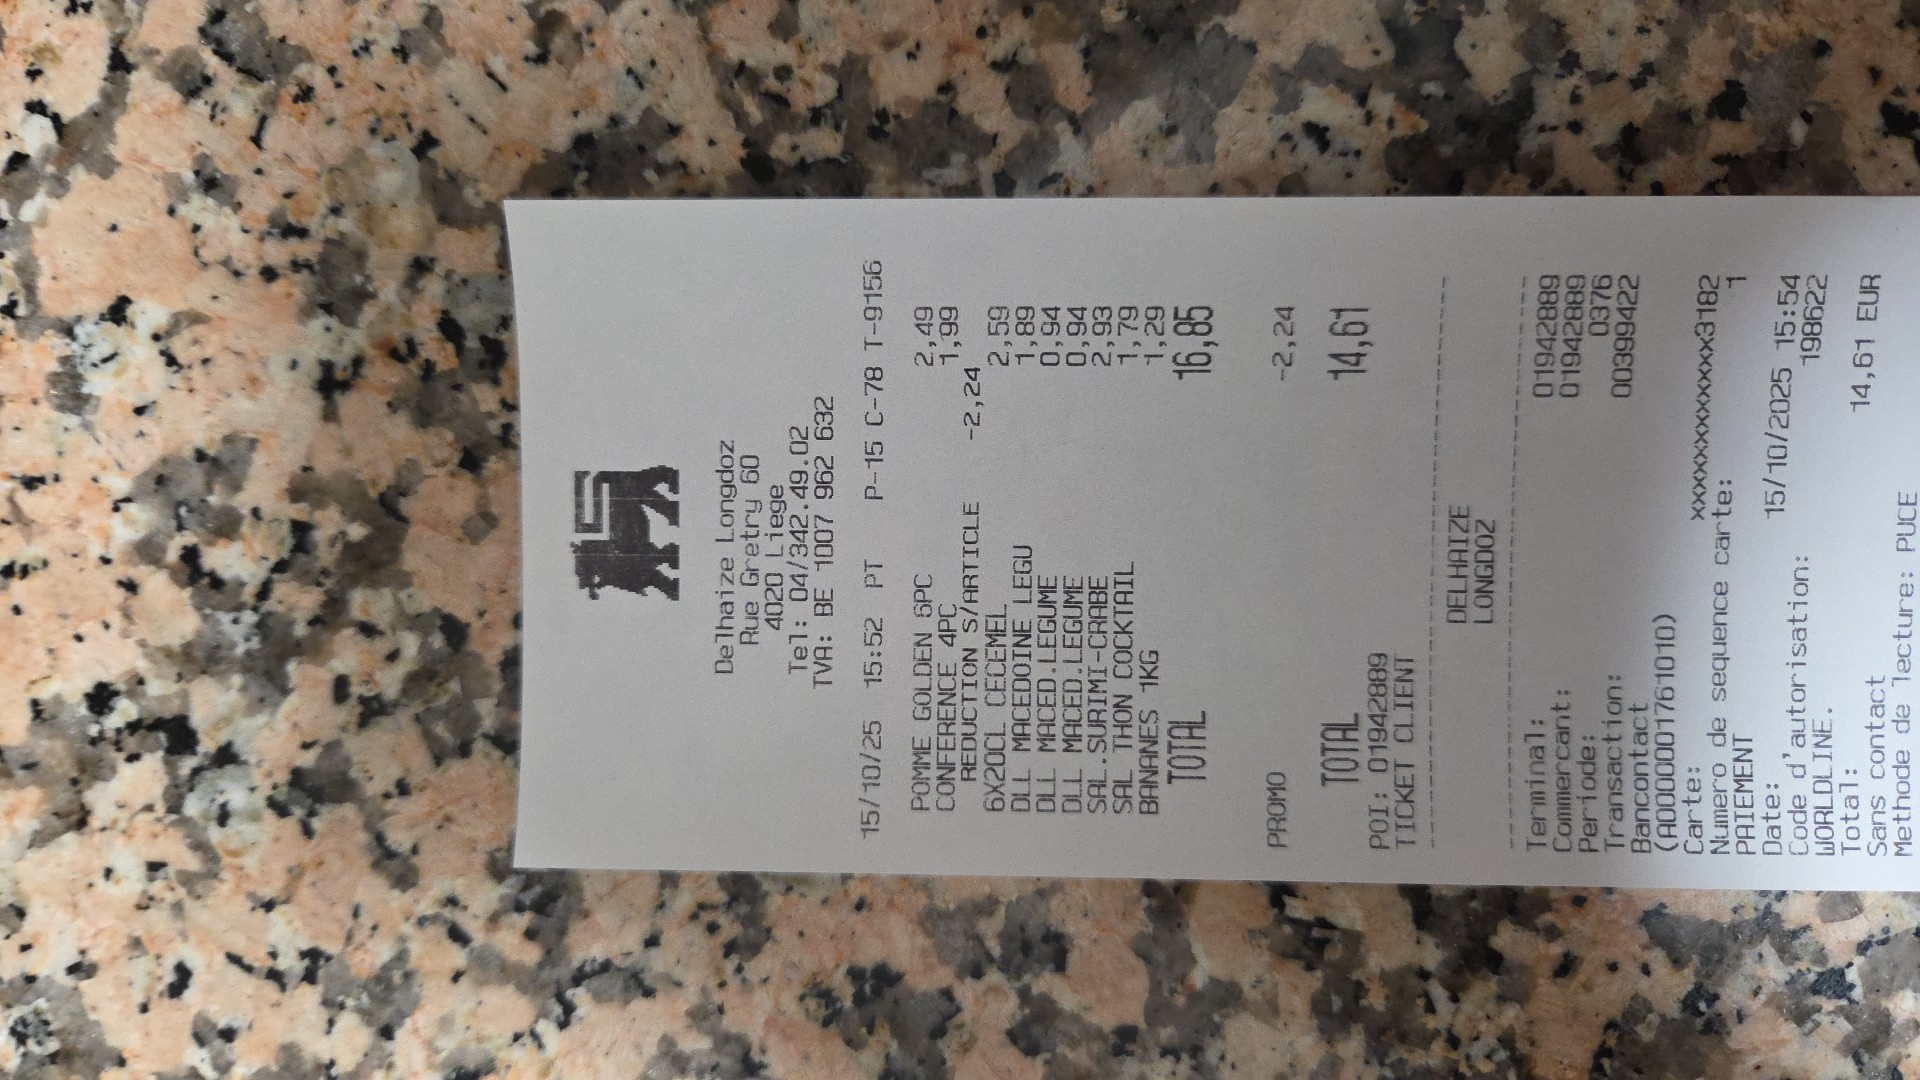 Delhaize Longdoz
Rue Gretry 60
4020 Liege
Tel: 04/342.49.02
TVA: BE 1007 962 632
15/10/25 15:52 PT P-15 C-78 T-9156
POMME GOLDEN 6PC 2,49
CONFERENCE 4PC 1,99
REDUCTION S/ARTICLE -2,24
6X20CL CECEMEL 2,59
DLL MACEDOINE LEGU 1,89
DLL MACED.LEGUME 0,94
DLL MACED.LEGUME 0,94
SAL.SURIMI-CRABE 2,93
SAL THON COCKTAIL 1,79
BANANES 1KG 1,29
TOTAL 16,85
PROMO -2,24
TOTAL 14,61
POI: 01942889
TICKET CLIENT
DELHAIZE
LONGDOZ
Terminal: 01942889
Commercant: 01942889
Periode: 0376
Transaction: 00399422
Bancontact
(A0000001761010)
Carte: xxxxxxxxxxxxx3182
Numero de sequence carte: 1
PAIEMENT
Date: 15/10/2025 15:54
Code d'autorisation: 198622
WORLDLINE.
Total: 14,61 EUR
Sans contact
Methode de lecture: PUCE